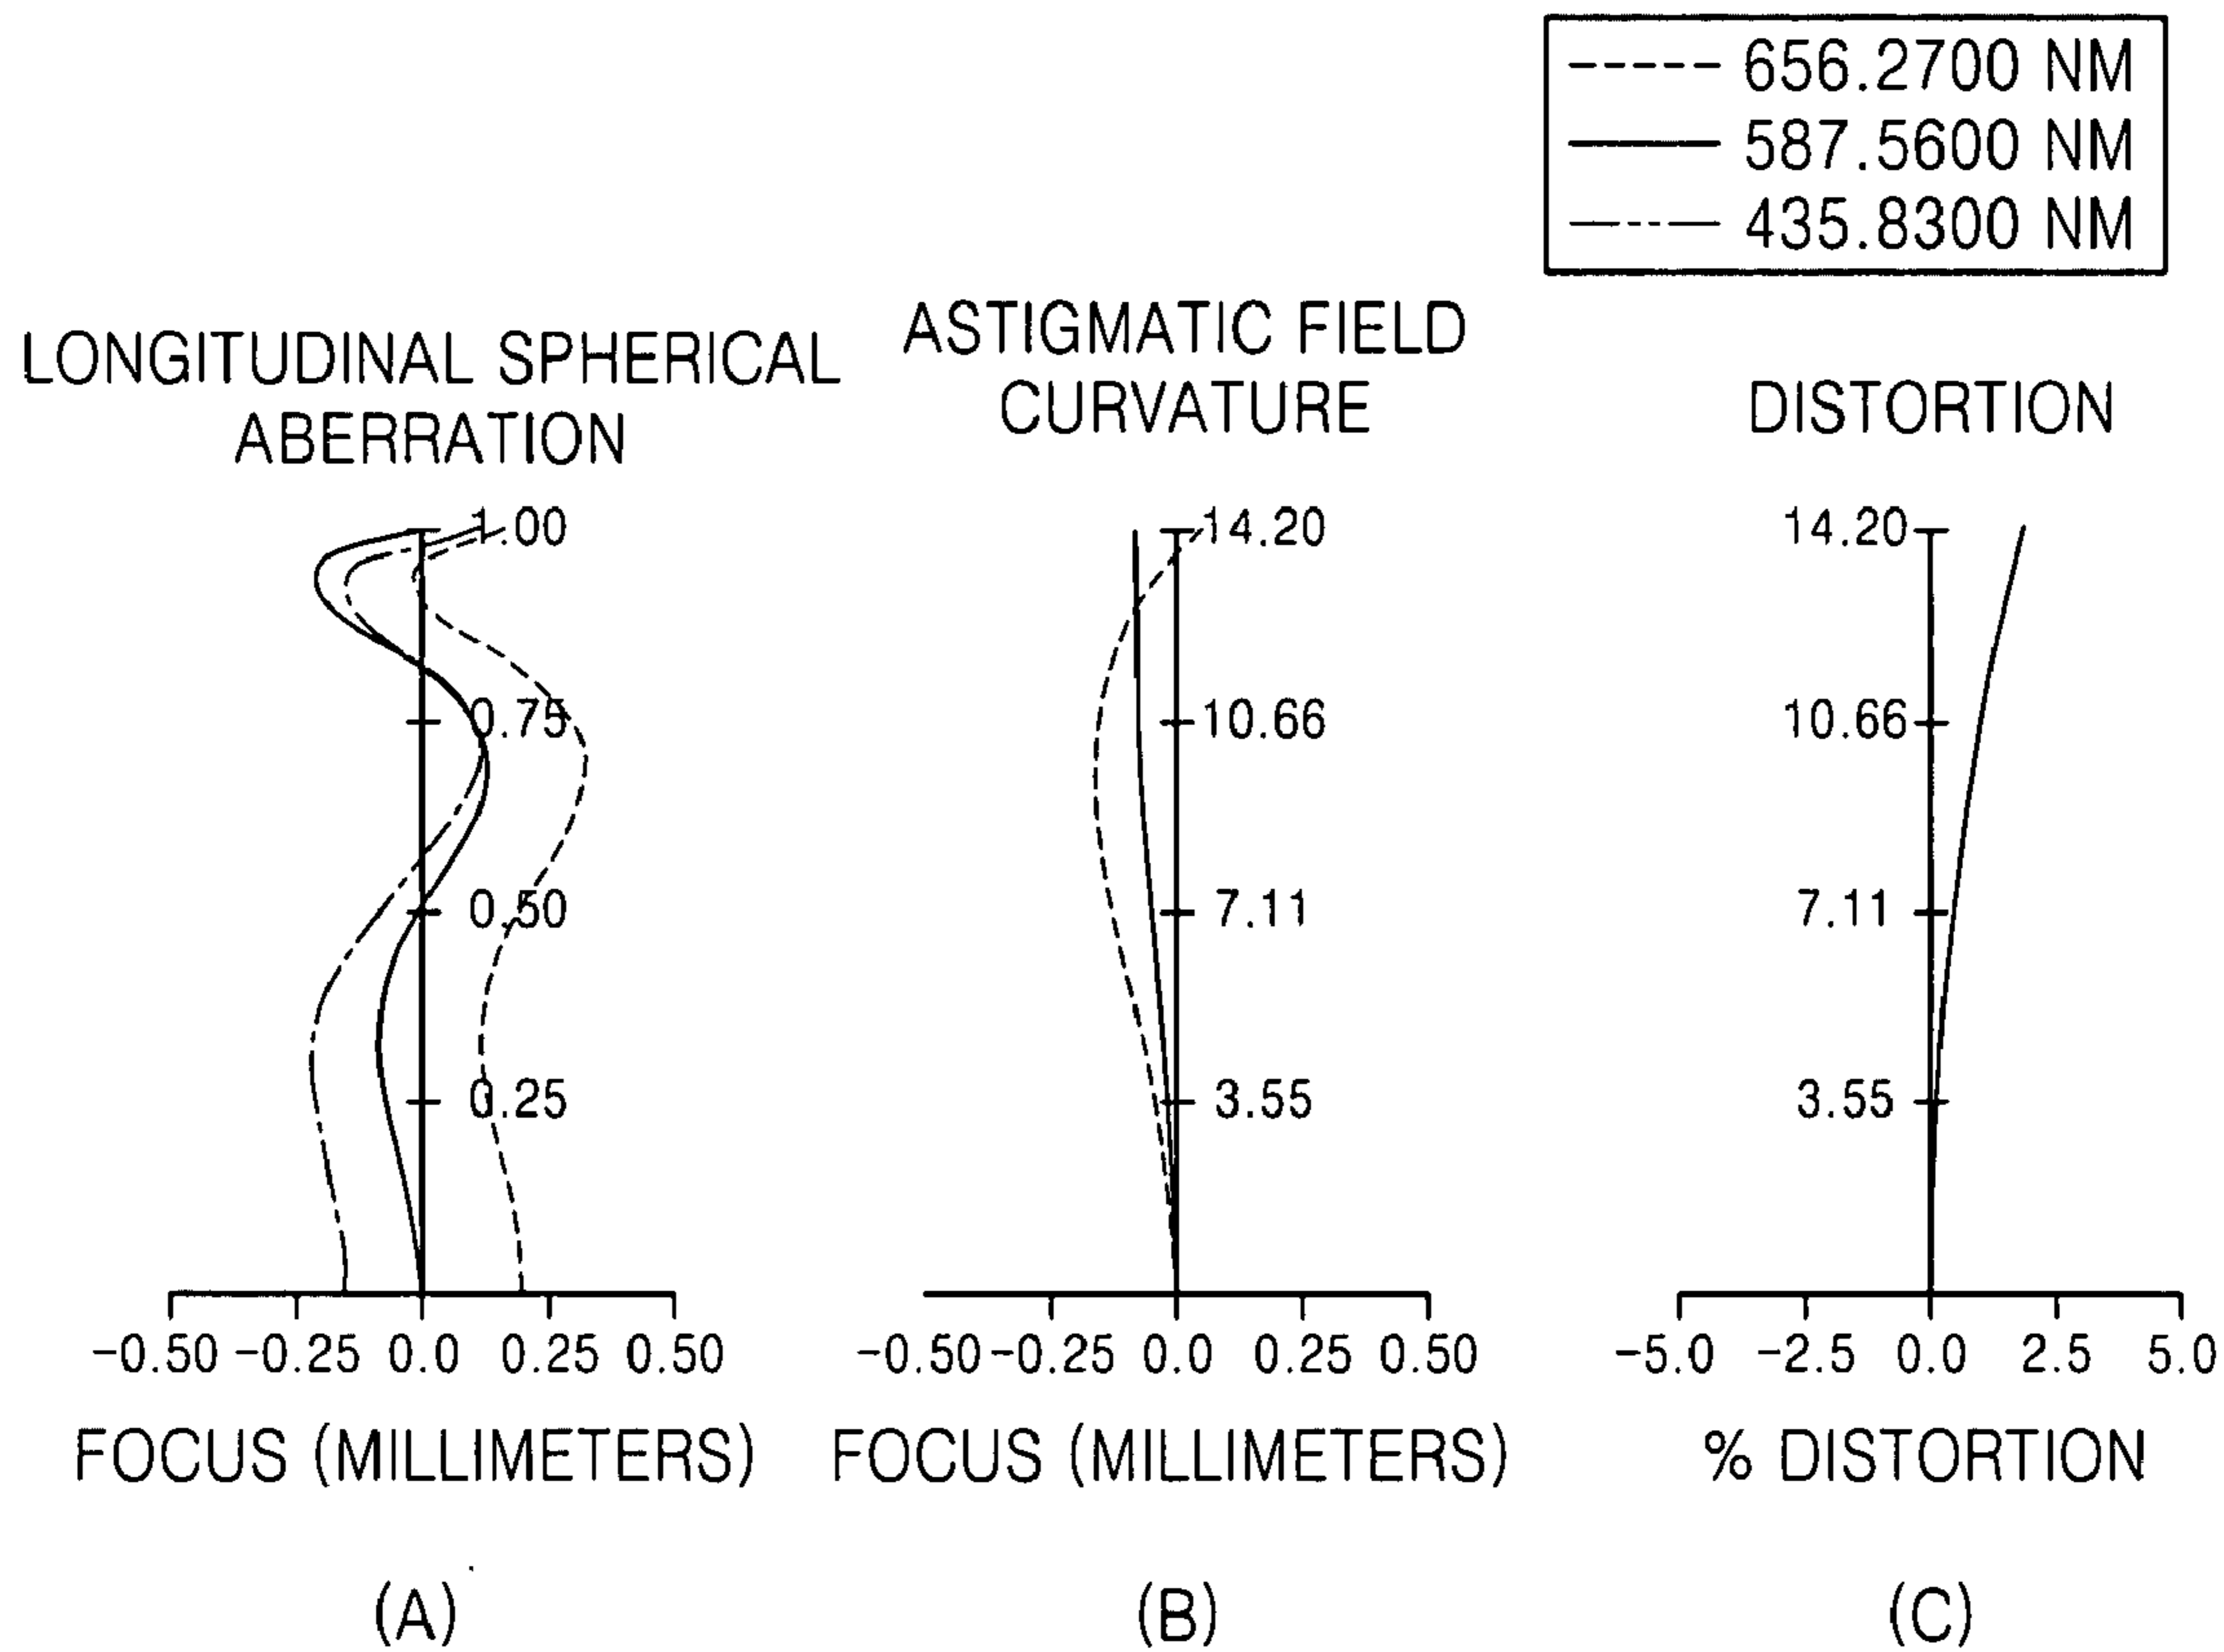 656.2700 NM
587.5600 NM
435.8300 NM
LONGITUDINAL SPHERICAL
ABERRATION
1.00
0.75
0.50
0.25
-0.50 -0.25 0.0 0.25 0.50
FOCUS (MILLIMETERS)
(A)
ASTIGMATIC FIELD
CURVATURE
14.20
10.66
7.11
3.55
-0.50 -0.25 0.0 0.25 0.50
FOCUS (MILLIMETERS)
(B)
DISTORTION
14.20
10.66
7.11
3.55
-5.0 -2.5 0.0 2.5 5.0
% DISTORTION
(C)